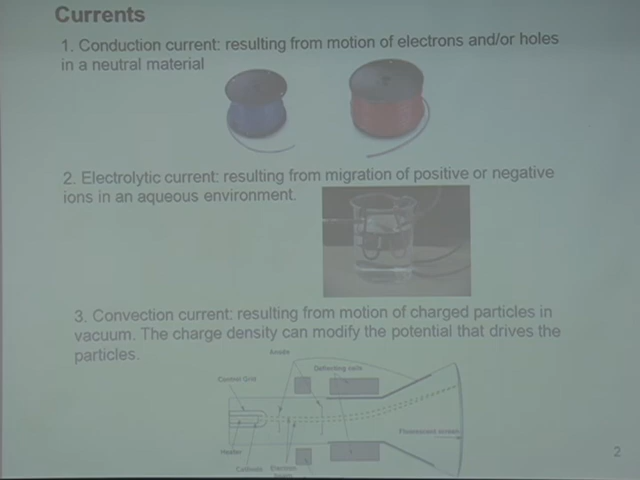 Currents
1. Conduction current: resulting from motion of electrons and/or holes
in a neutral material
2. Electrolytic current: resulting from migration of positive or negative
ions in an aqueous environment.
3. Convection current: resulting from motion of charged particles in
vacuum. The charge density can modify the potential that drives the
particles.
Anode
Deflecting coils
Control Grid
Fluorescent screen
Heater
Cathode
Electron
beam
2